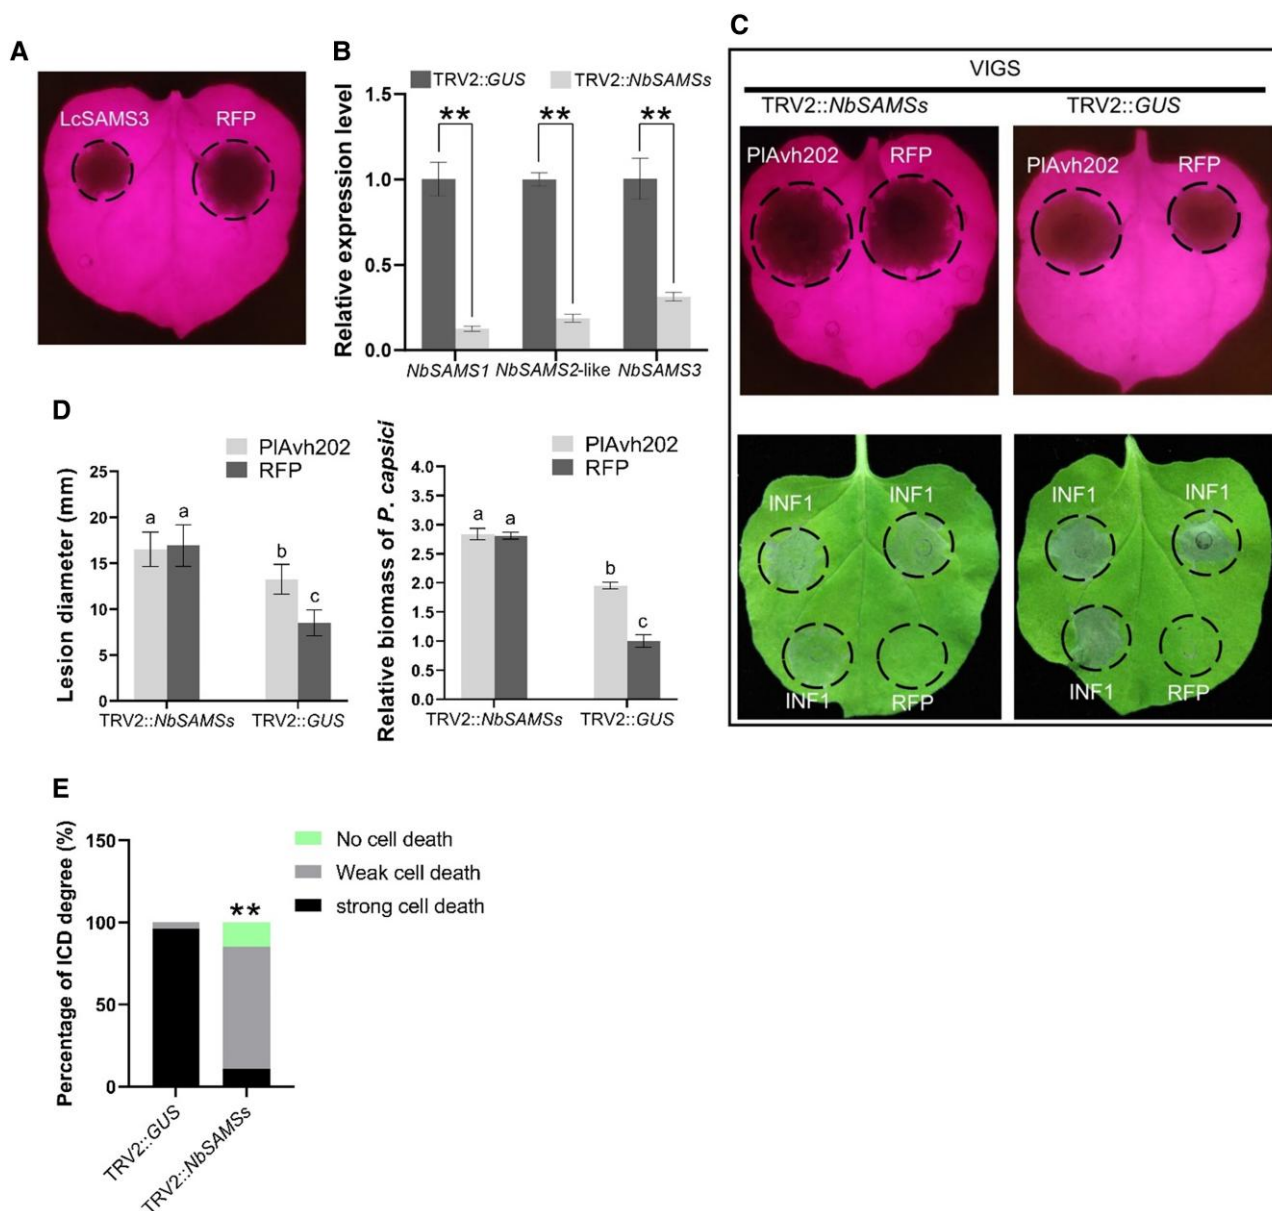 A
LcSAMS3 RFP
B
TRV2::GUS TRV2::NbSAMSs
Relative expression level
1.5
1.0
0.5
0.0
** ** **
NbSAMS1 NbSAMS2-like NbSAMS3
C
VIGS
TRV2::NbSAMSs TRV2::GUS
PlAvh202 RFP PlAvh202 RFP
INF1 INF1 INF1 INF1
INF1 RFP INF1 RFP
D
PlAvh202
RFP
Lesion diameter (mm)
25
20
15
10
5
0
a a b c
TRV2::NbSAMSs TRV2::GUS
PlAvh202
RFP
Relative biomass of P. capsici
4.0
3.5
3.0
2.5
2.0
1.5
1.0
0.5
0.0
a a b c
TRV2::NbSAMSs TRV2::GUS
E
Percentage of ICD degree (%)
150
100
50
0
**
No cell death
Weak cell death
strong cell death
TRV2::GUS
TRV2::NbSAMSs